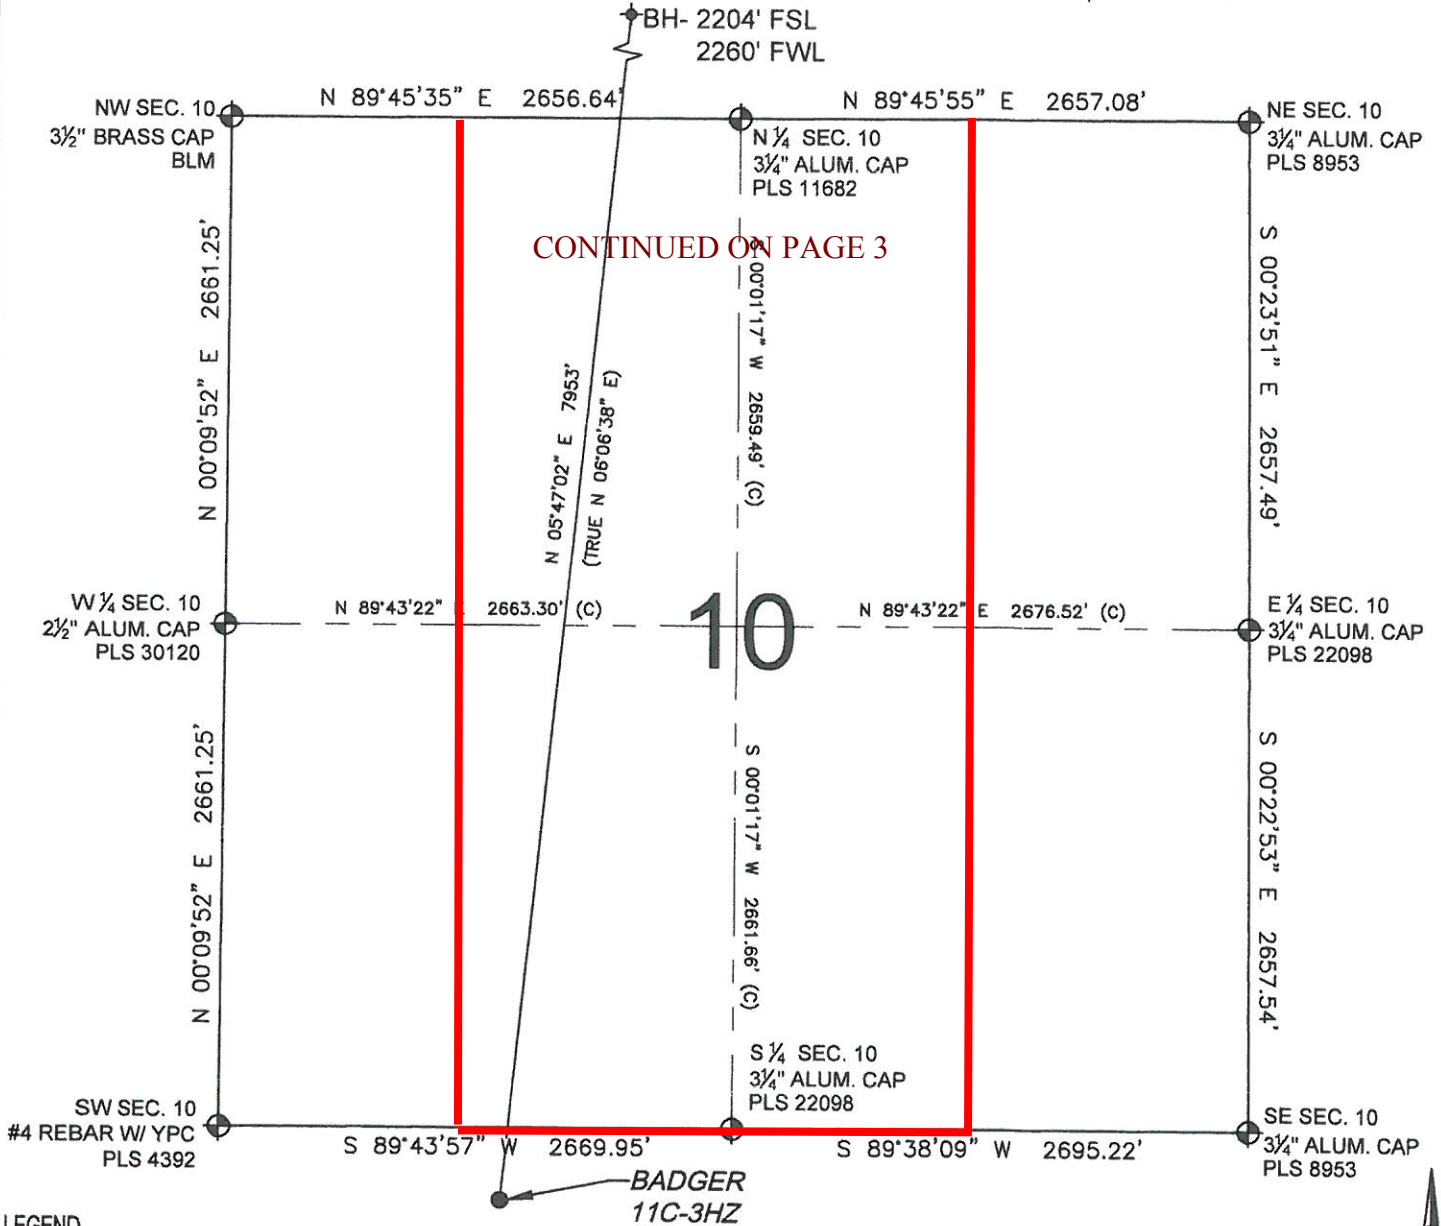 BH- 2204' FSL
2260' FWL
N 89°45'35" E 2656.64'
N 89°45'55" E 2657.08'
NW SEC. 10
3½" BRASS CAP
BLM
N ¼ SEC. 10
3¼" ALUM. CAP
PLS 11682
NE SEC. 10
3¼" ALUM. CAP
PLS 8953
CONTINUED ON PAGE 3
N 00°09'52" E 2661.25'
S 00°01'17" W 2659.49' (C)
S 00°23'51" E 2657.49'
N 05°47'02" E 7953'
(TRUE N 06°06'38" E)
W ¼ SEC. 10
2½" ALUM. CAP
PLS 30120
N 89°43'22" E 2663.30' (C)
10
N 89°43'22" E 2676.52' (C)
E ¼ SEC. 10
3¼" ALUM. CAP
PLS 22098
N 00°09'52" E 2661.25'
S 00°01'17" W 2661.66' (C)
S 00°22'53" E 2657.54'
S ¼ SEC. 10
3¼" ALUM. CAP
PLS 22098
SW SEC. 10
#4 REBAR W/ YPC
PLS 4392
S 89°43'57" W 2669.95'
S 89°38'09" W 2695.22'
SE SEC. 10
3¼" ALUM. CAP
PLS 8953
BADGER
11C-3HZ
LEGEND